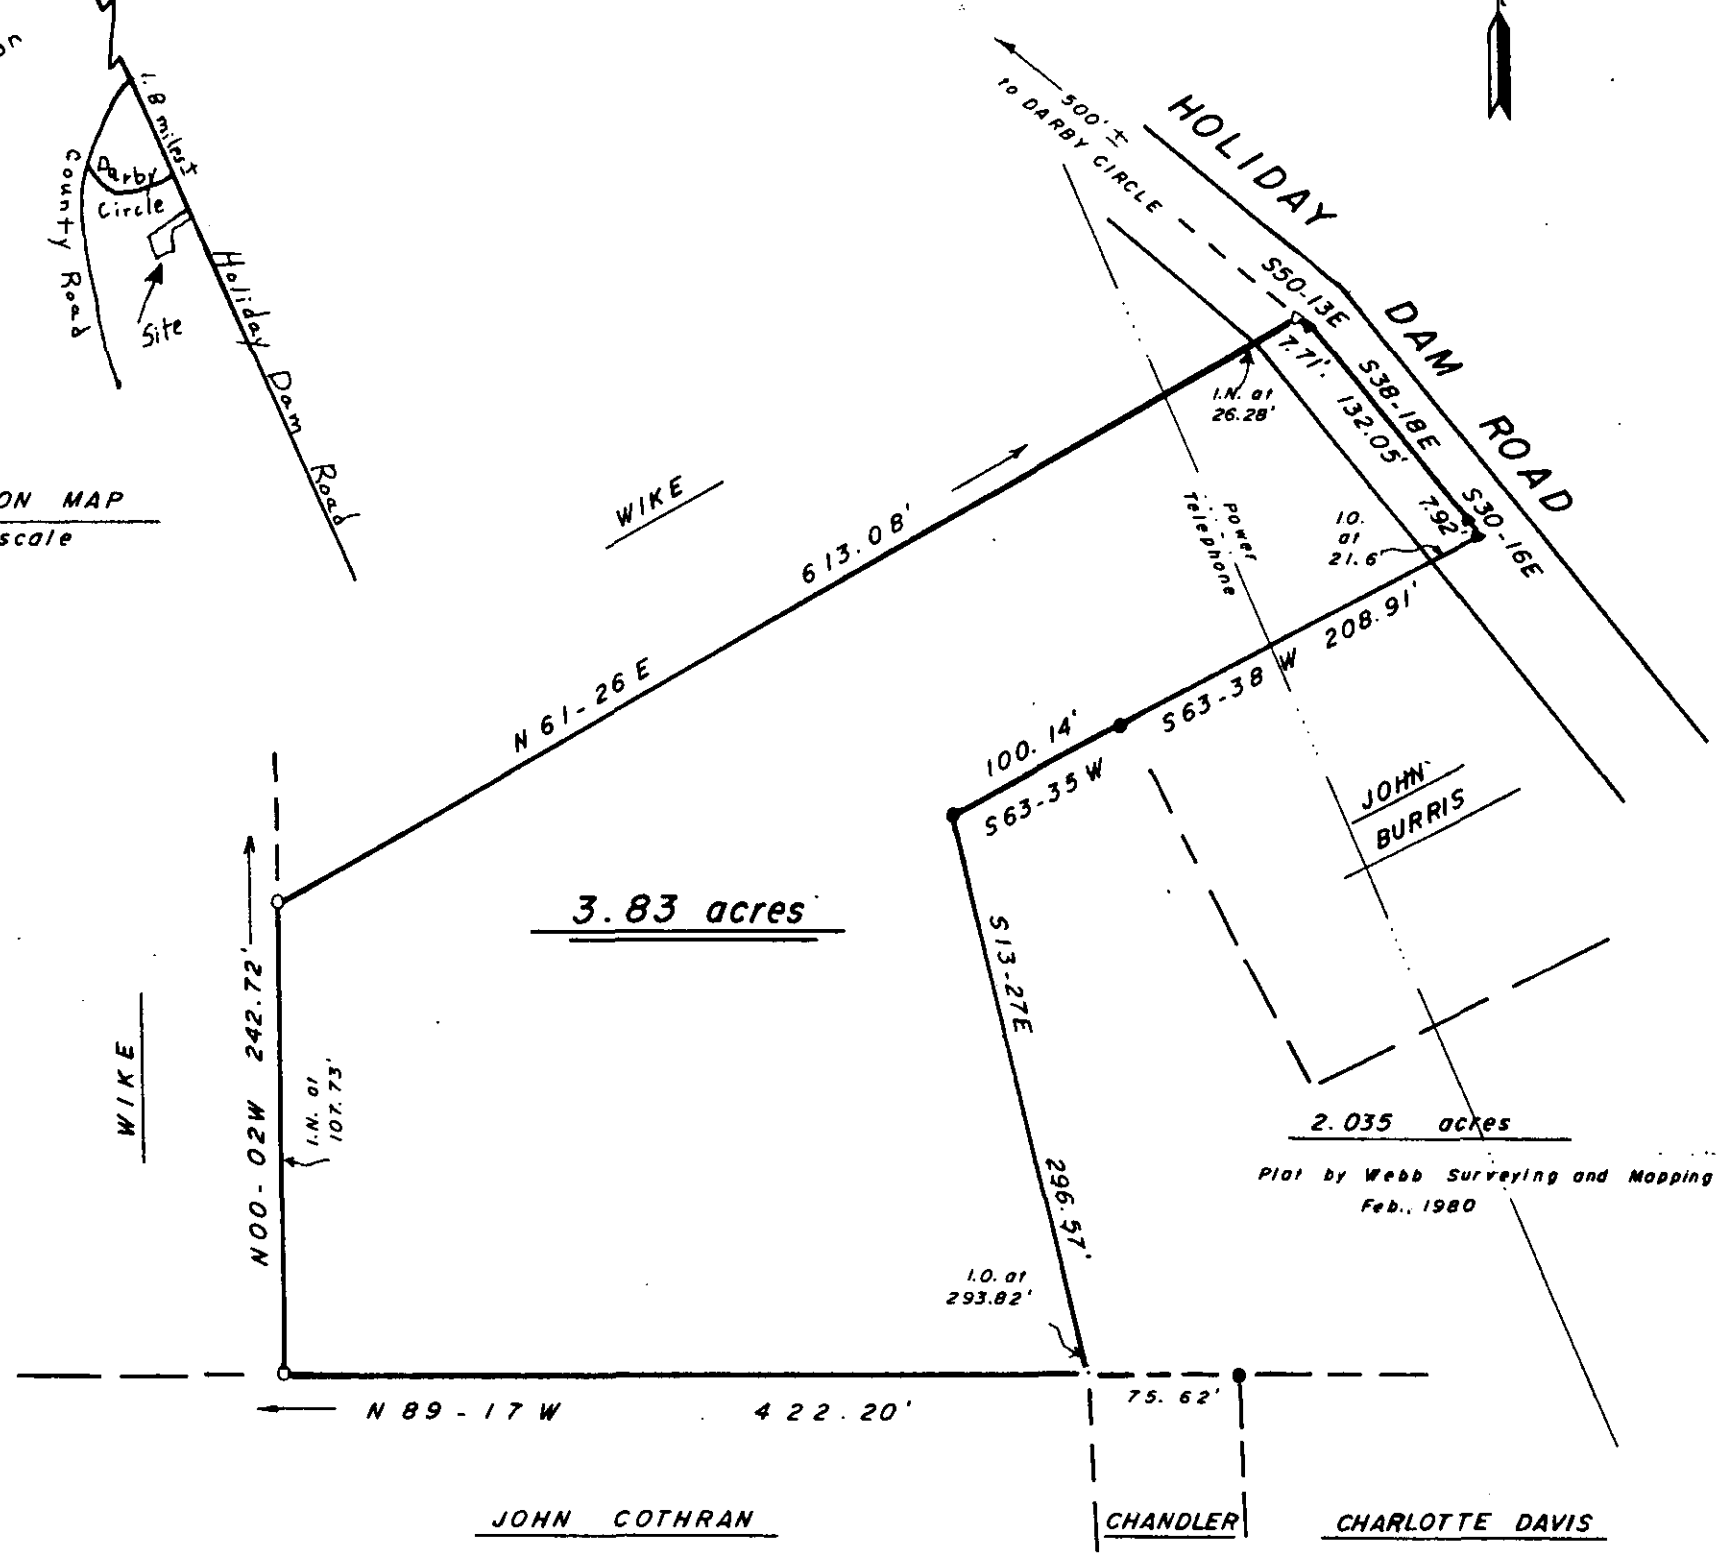 1.8 miles±
Darby
Circle
County Road
Site
Holiday Dam Road
ON MAP
scale
500' ±
to DARBY CIRCLE
HOLIDAY DAM ROAD
S50-13E
7.71'
S38-18E
132.05'
S30-16E
7.92'
I.N. at
26.28'
I.O.
at
21.6
WIKE
613.08'
N 61-26 E
Power
Telephone
208.91'
S 63-38 W
100.14'
S 63-35 W
JOHN
BURRIS
3.83 acres
S 13-27E
296.57'
WIKE
N00-02W 242.72'
I.N. at
107.73'
I.O. at
293.82'
2.035 acres
Plat by Webb Surveying and Mapping
Feb., 1980
N 89-17 W 422.20'
75.62'
JOHN COTHRAN
CHANDLER
CHARLOTTE DAVIS